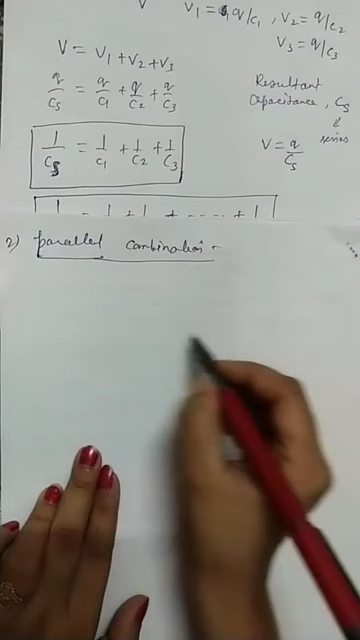 V V₁ = q/c₁ , V₂ = q/c₂
V₃ = q/c₃
V = V₁ + V₂ + V₃
q/Cs = q/c₁ + q/C₂ + q/C₃
Resultant
Capacitance, Cs
series
V = q/Cs
1/Cs = 1/C₁ + 1/C₂ + 1/C₃
2) parallel combination -